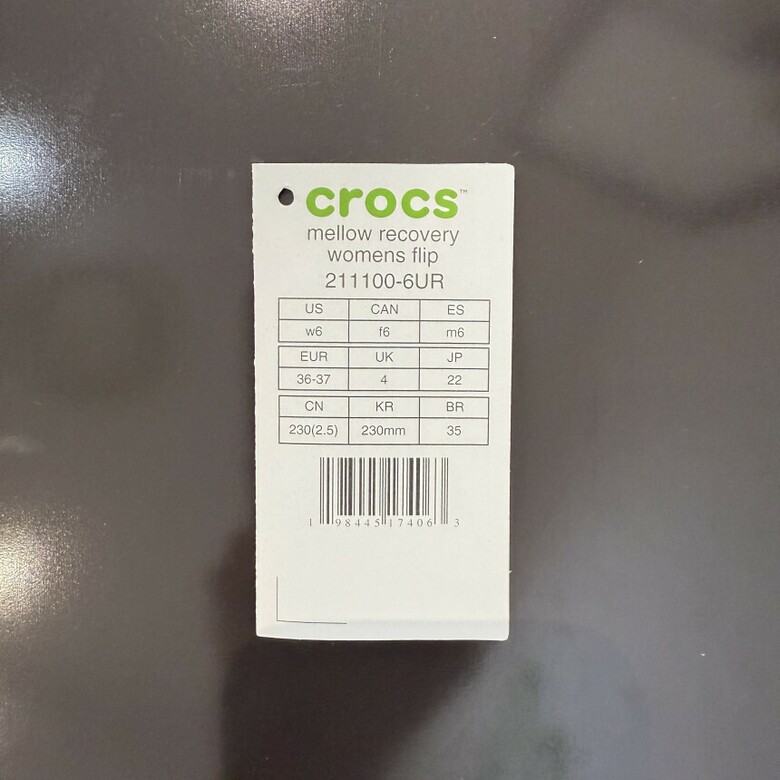 crocs™
mellow recovery
womens flip
211100-6UR
US CAN ES
w6 f6 m6
EUR UK JP
36-37 4 22
CN KR BR
230(2.5) 230mm 35
1 98445 17406 3